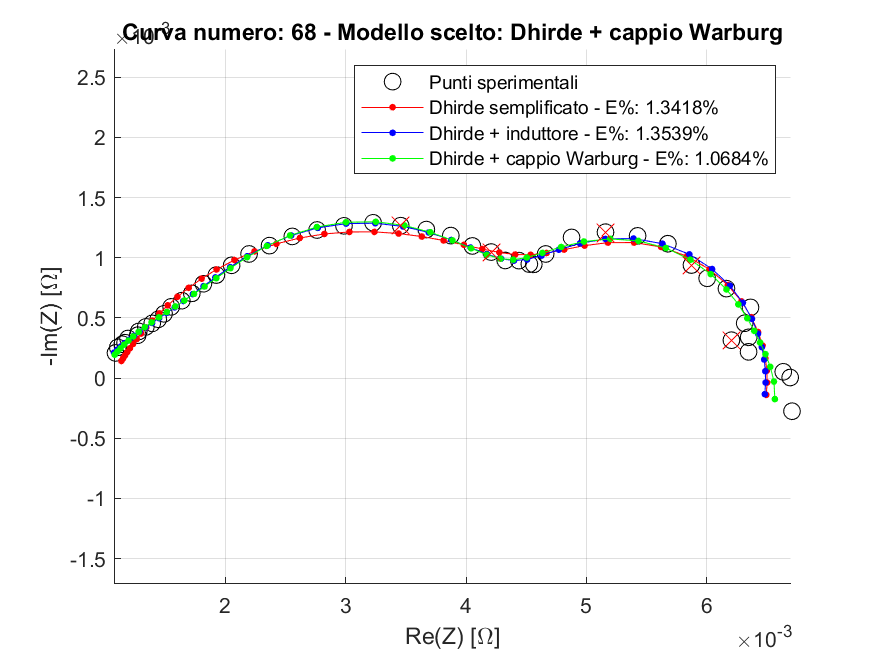 Curva numero: 68 - Modello scelto: Dhirde + cappio Warburg
×10⁻³
2.5
2
1.5
1
0.5
0
-0.5
-1
-1.5
-Im(Z) [Ω]
Punti sperimentali
Dhirde semplificato - E%: 1.3418%
Dhirde + induttore - E%: 1.3539%
Dhirde + cappio Warburg - E%: 1.0684%
2 3 4 5 6
Re(Z) [Ω]
×10⁻³